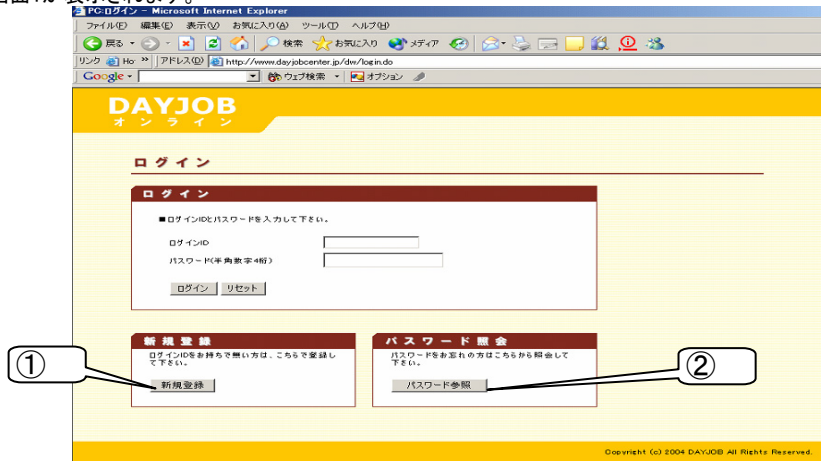 表示されます。
PCログイン - Microsoft Internet Explorer
ファイル(F) 編集(E) 表示(V) お気に入り(A) ツール(T) ヘルプ(H)
戻る 検索 お気に入り メディア
リンク Ho » アドレス(D) http://www.dayjobcenter.jp/dw/login.do
Google ウェブ検索 オプション
DAYJOB
オンライン
ログイン
ログイン
■ログインIDとパスワードを入力して下さい。
ログインID
パスワード(半角数字4桁)
ログイン リセット
新規登録
ログインIDをお持ちで無い方は、こちらで登録し
て下さい。
新規登録
パスワード照会
パスワードをお忘れの方はこちらから照会して
下さい。
パスワード参照
①
②
Copyright (c) 2004 DAYJOB All Rights Reserved.